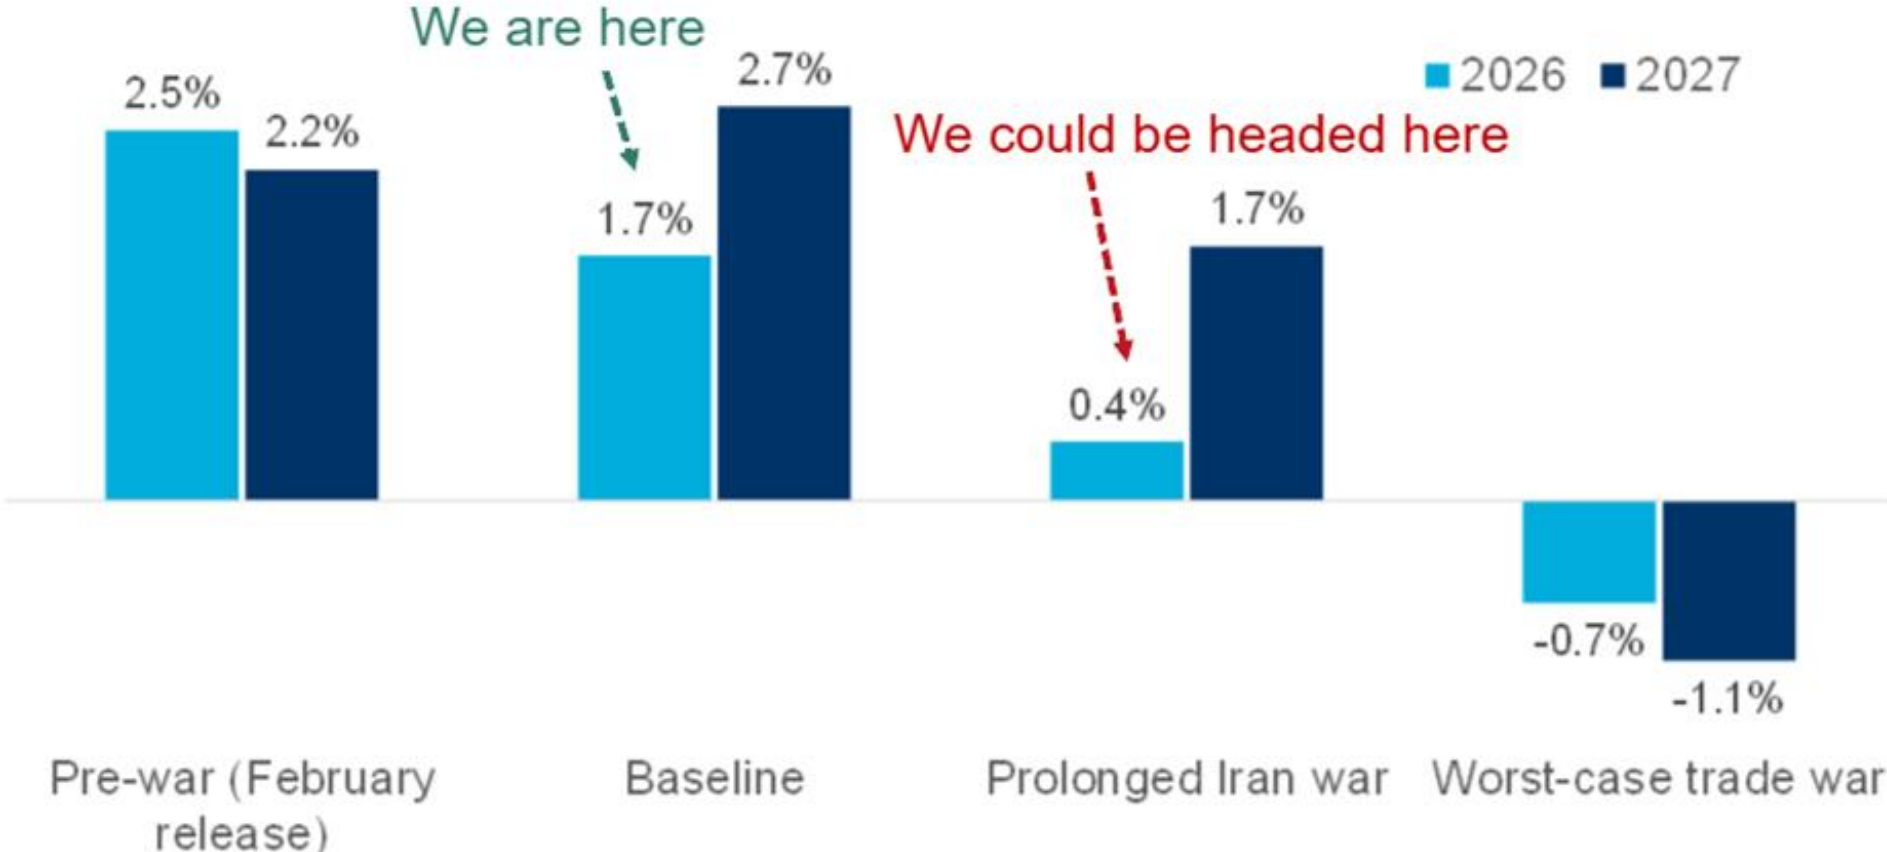 We are here
2026 2027
We could be headed here
2.5%
2.2%
1.7%
2.7%
0.4%
1.7%
-0.7%
-1.1%
Pre-war (February
release)
Baseline
Prolonged Iran war
Worst-case trade war